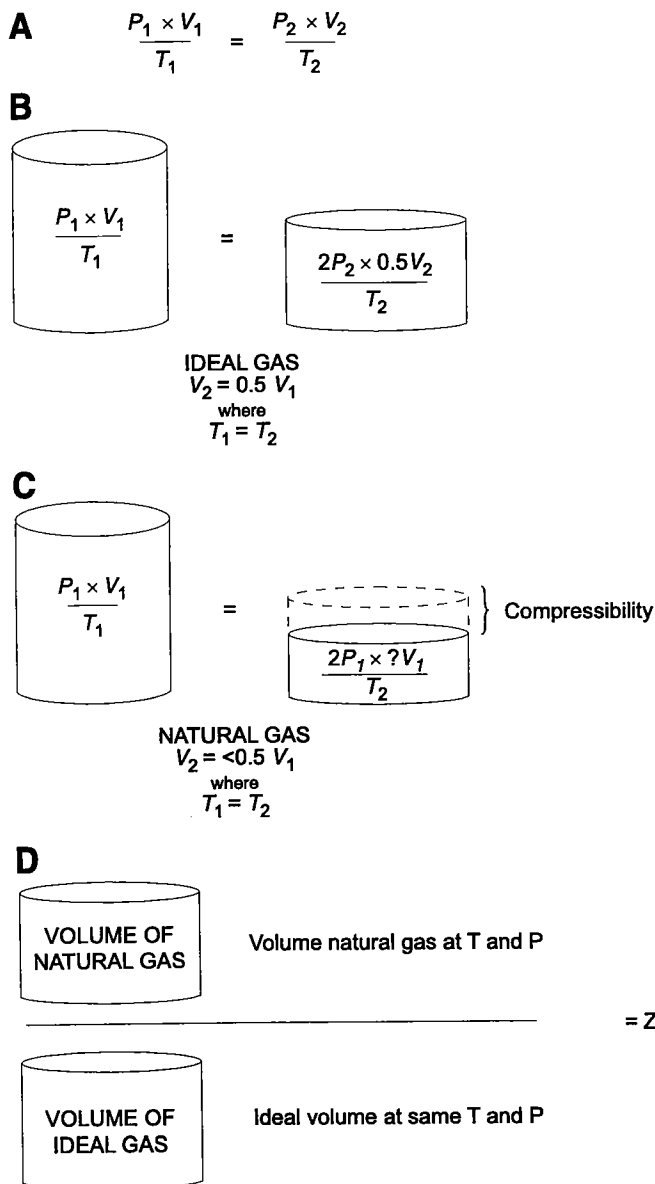 A
P₁ × V₁ / T₁ = P₂ × V₂ / T₂
B
P₁ × V₁ / T₁ = 2P₂ × 0.5V₂ / T₂
IDEAL GAS
V₂ = 0.5 V₁
where
T₁ = T₂
C
P₁ × V₁ / T₁ = 2P₁ × ?V₁ / T₂
Compressibility
NATURAL GAS
V₂ = <0.5 V₁
where
T₁ = T₂
D
VOLUME OF
NATURAL GAS
Volume natural gas at T and P
= Z
VOLUME OF
IDEAL GAS
Ideal volume at same T and P